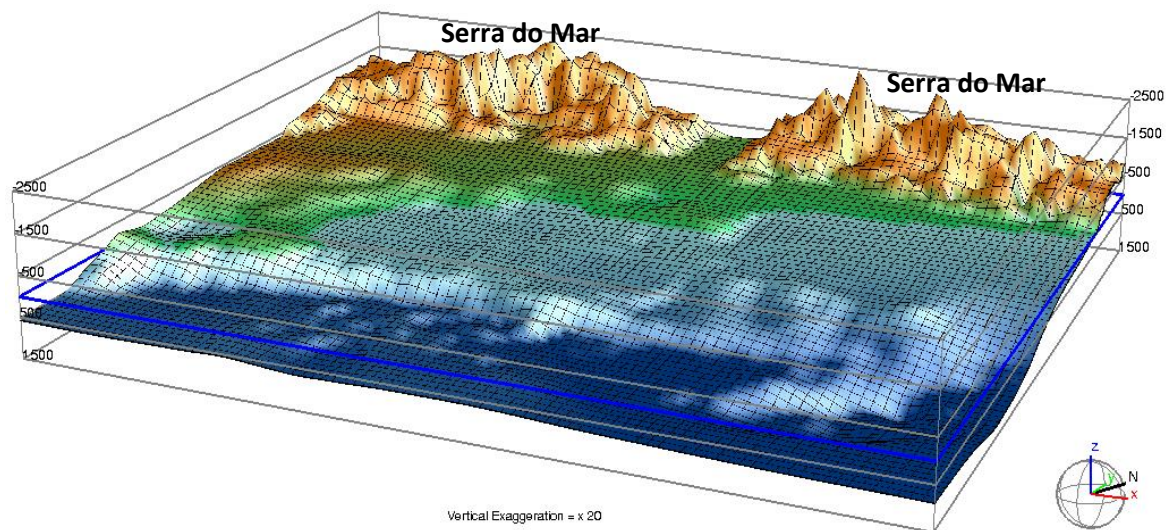 Serra do Mar
Serra do Mar
-2500
-1500
-500
500
1500
-2500
-1500
-500
500
1500
z
y
N
x
Vertical Exaggeration = x 20